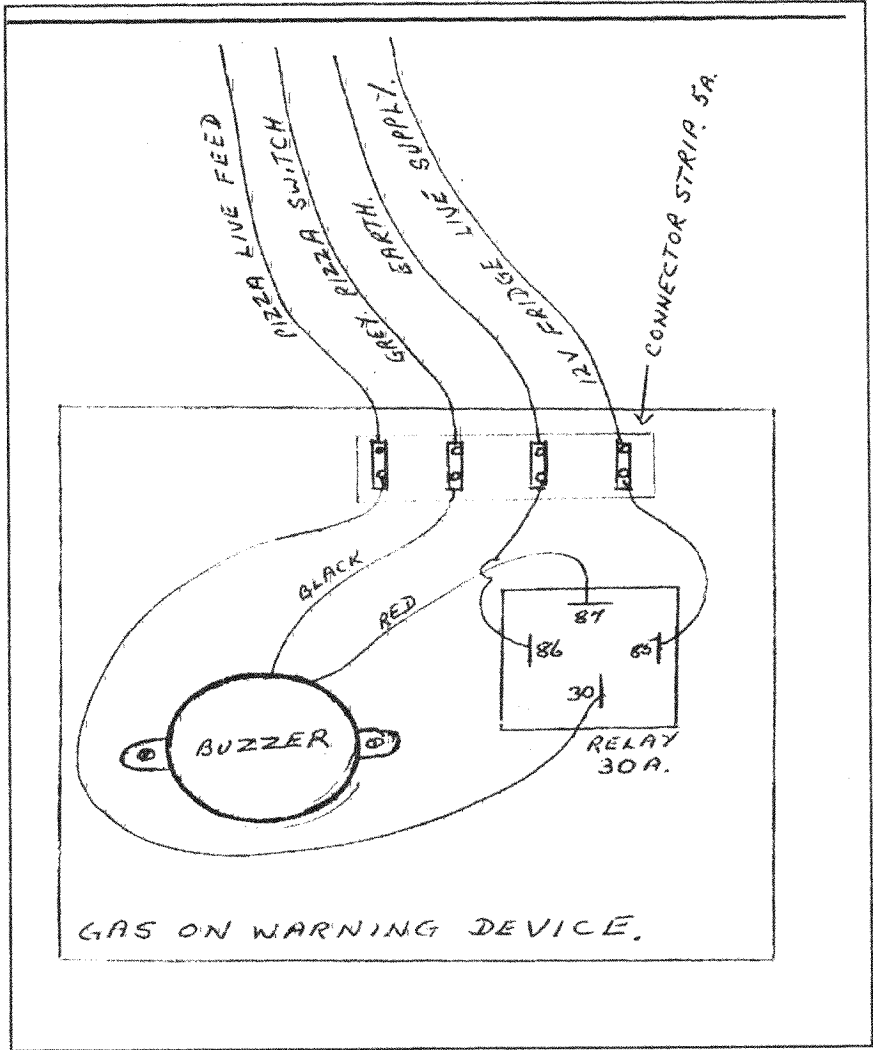 PIZZA LIVE FEED
GREY. PIZZA SWITCH
EARTH.
12V FRIDGE LIVE SUPPLY.
CONNECTOR STRIP. 5A.
BLACK
RED
87
86
85
30
BUZZER
RELAY
30A.
GAS ON WARNING DEVICE.